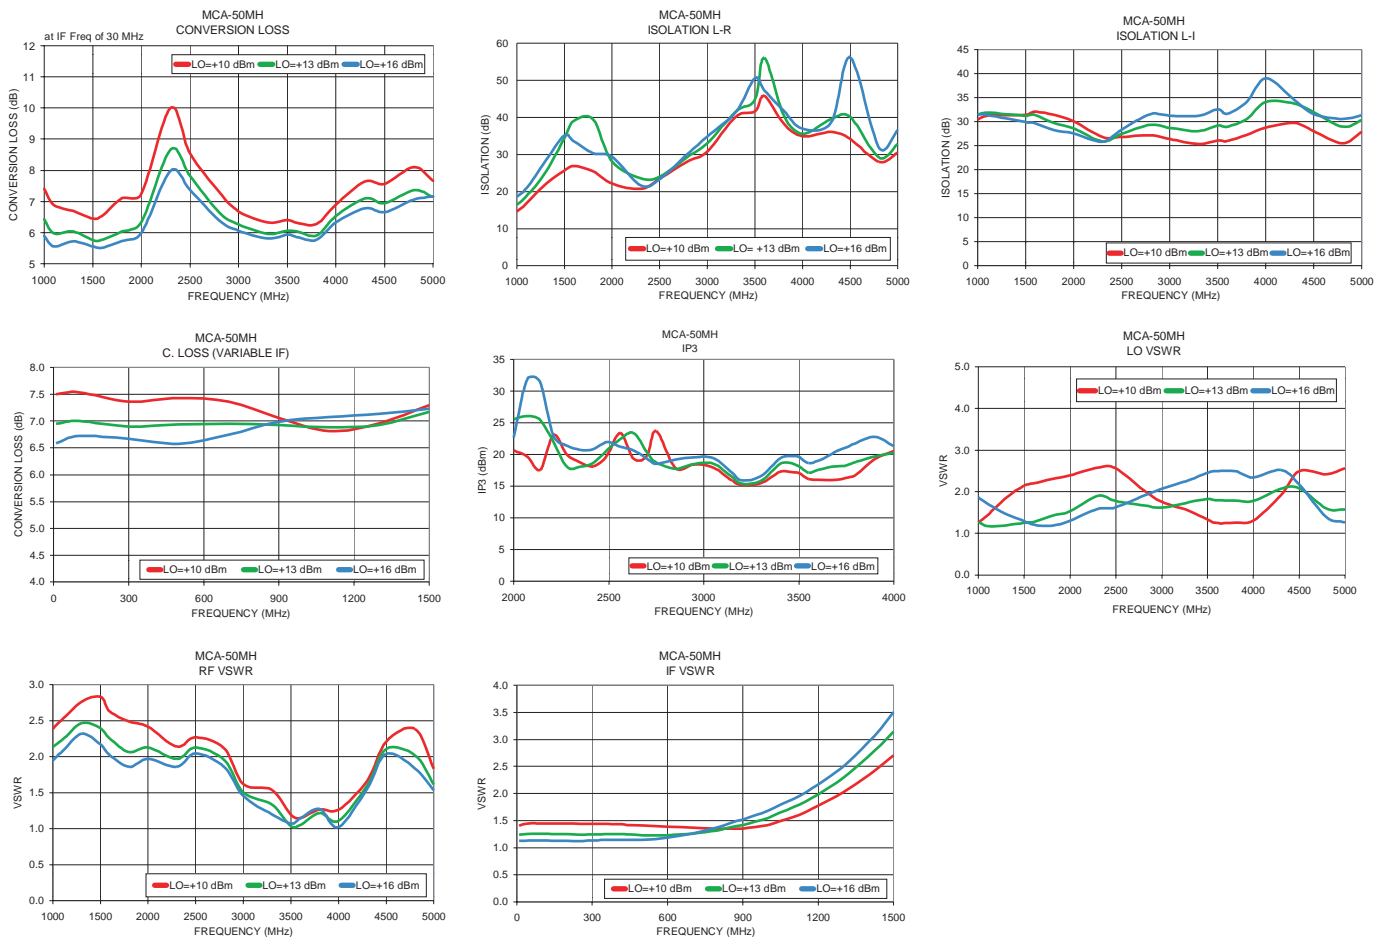 MCA-50MH
CONVERSION LOSS
at IF Freq of 30 MHz
LO=+10 dBm LO=+13 dBm LO=+16 dBm
CONVERSION LOSS (dB)
12
11
10
9
8
7
6
5
1000 1500 2000 2500 3000 3500 4000 4500 5000
FREQUENCY (MHz)
MCA-50MH
ISOLATION L-R
ISOLATION (dB)
60
50
40
30
20
10
0
LO=+10 dBm LO= +13 dBm LO=+16 dBm
1000 1500 2000 2500 3000 3500 4000 4500 5000
FREQUENCY (MHz)
MCA-50MH
ISOLATION L-I
ISOLATION (dB)
45
40
35
30
25
20
15
10
5
0
LO=+10 dBm LO=+13 dBm LO=+16 dBm
1000 1500 2000 2500 3000 3500 4000 4500 5000
FREQUENCY (MHz)
MCA-50MH
C. LOSS (VARIABLE IF)
CONVERSION LOSS (dB)
8.0
7.5
7.0
6.5
6.0
5.5
5.0
4.5
4.0
LO=+10 dBm LO=+13 dBm LO=+16 dBm
0 300 600 900 1200 1500
FREQUENCY (MHz)
MCA-50MH
IP3
IP3 (dBm)
35
30
25
20
15
10
5
0
LO=+10 dBm LO=+13 dBm LO=+16 dBm
2000 2500 3000 3500 4000
FREQUENCY (MHz)
MCA-50MH
LO VSWR
VSWR
5.0
4.0
3.0
2.0
1.0
0.0
LO=+10 dBm LO=+13 dBm LO=+16 dBm
1000 1500 2000 2500 3000 3500 4000 4500 5000
FREQUENCY (MHz)
MCA-50MH
RF VSWR
VSWR
3.0
2.5
2.0
1.5
1.0
0.5
0.0
LO=+10 dBm LO=+13 dBm LO=+16 dBm
1000 1500 2000 2500 3000 3500 4000 4500 5000
FREQUENCY (MHz)
MCA-50MH
IF VSWR
VSWR
4.0
3.5
3.0
2.5
2.0
1.5
1.0
0.5
0.0
LO=+10 dBm LO=+13 dBm LO=+16 dBm
0 300 600 900 1200 1500
FREQUENCY (MHz)